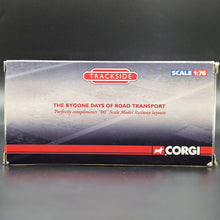 SCALE 1:76
TRACKSIDE
THE BYGONE DAYS OF ROAD TRANSPORT
Perfectly compliments "00" Scale Model Railway layouts
CORGI